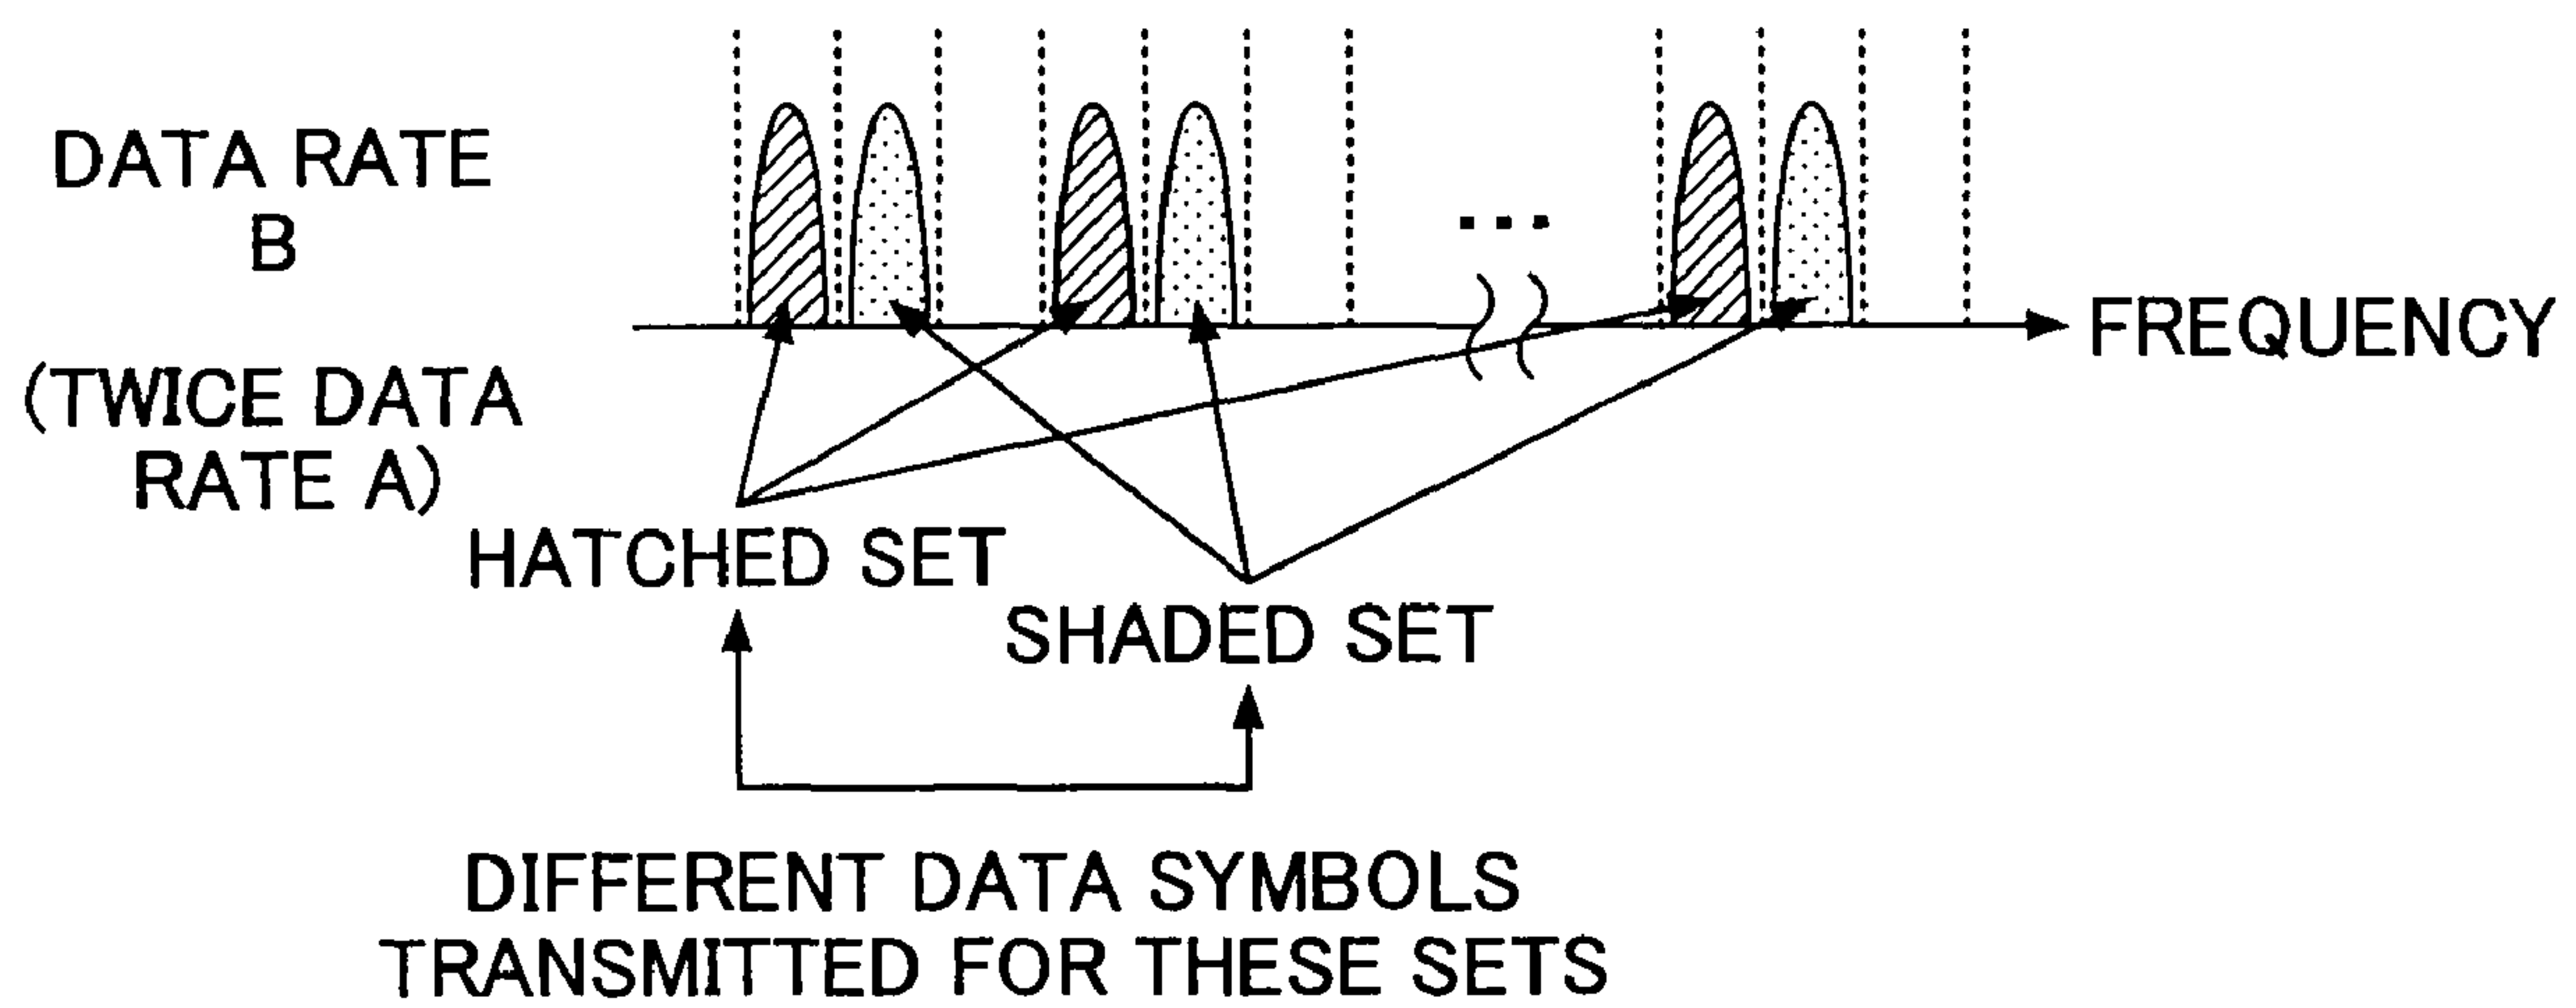 DATA RATE
B
(TWICE DATA
RATE A)
...
FREQUENCY
HATCHED SET
SHADED SET
DIFFERENT DATA SYMBOLS
TRANSMITTED FOR THESE SETS